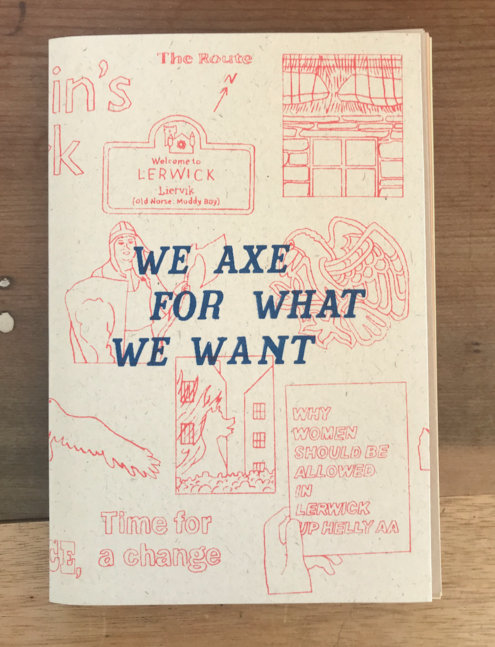 The Route
in's
k
N
Welcome to
LERWICK
Liervik
(Old Norse: Muddy Bay)
WE AXE
FOR WHAT
WE WANT
WHY
WOMEN
SHOULD BE
ALLOWED
IN
LERWICK
UP HELLY AA
Time for
CE, a change